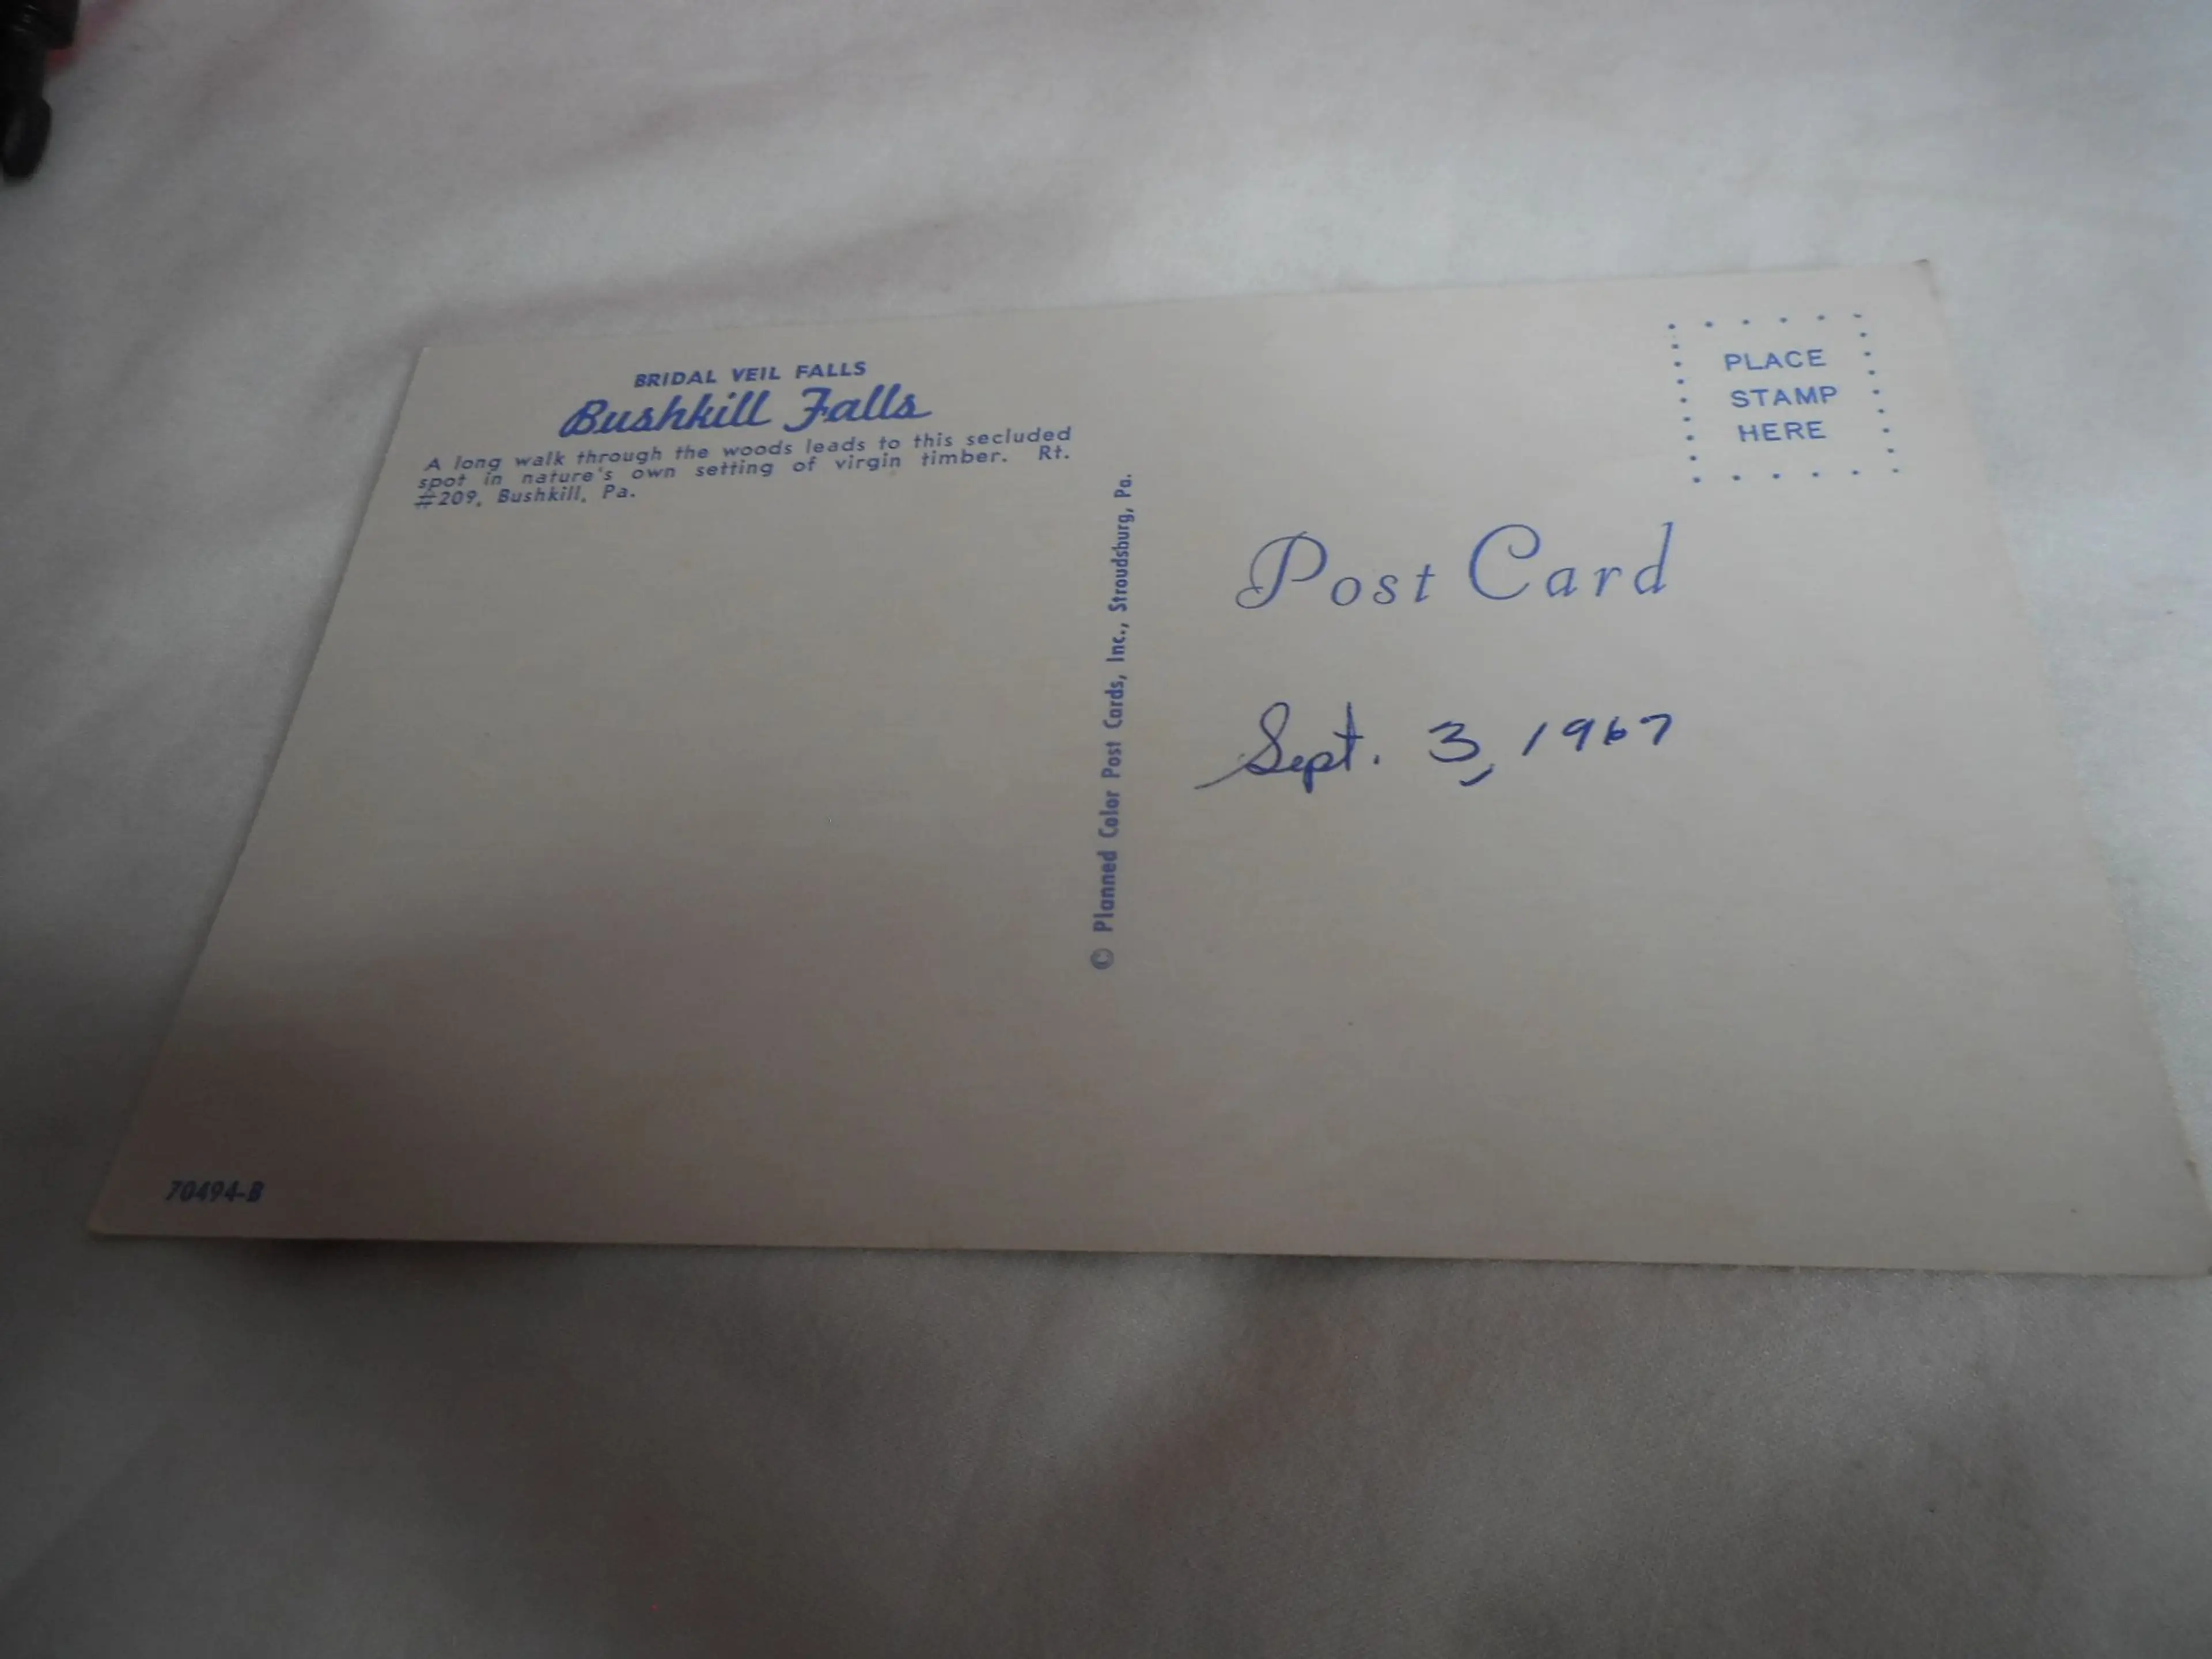 BRIDAL VEIL FALLS
Bushkill Falls
A long walk through the woods leads to this secluded
spot in nature's own setting of virgin timber. Rt.
#209, Bushkill, Pa.
70494-B
© Planned Color Post Cards, Inc., Stroudsburg, Pa.
PLACE
STAMP
HERE
Post Card
Sept. 3, 1967